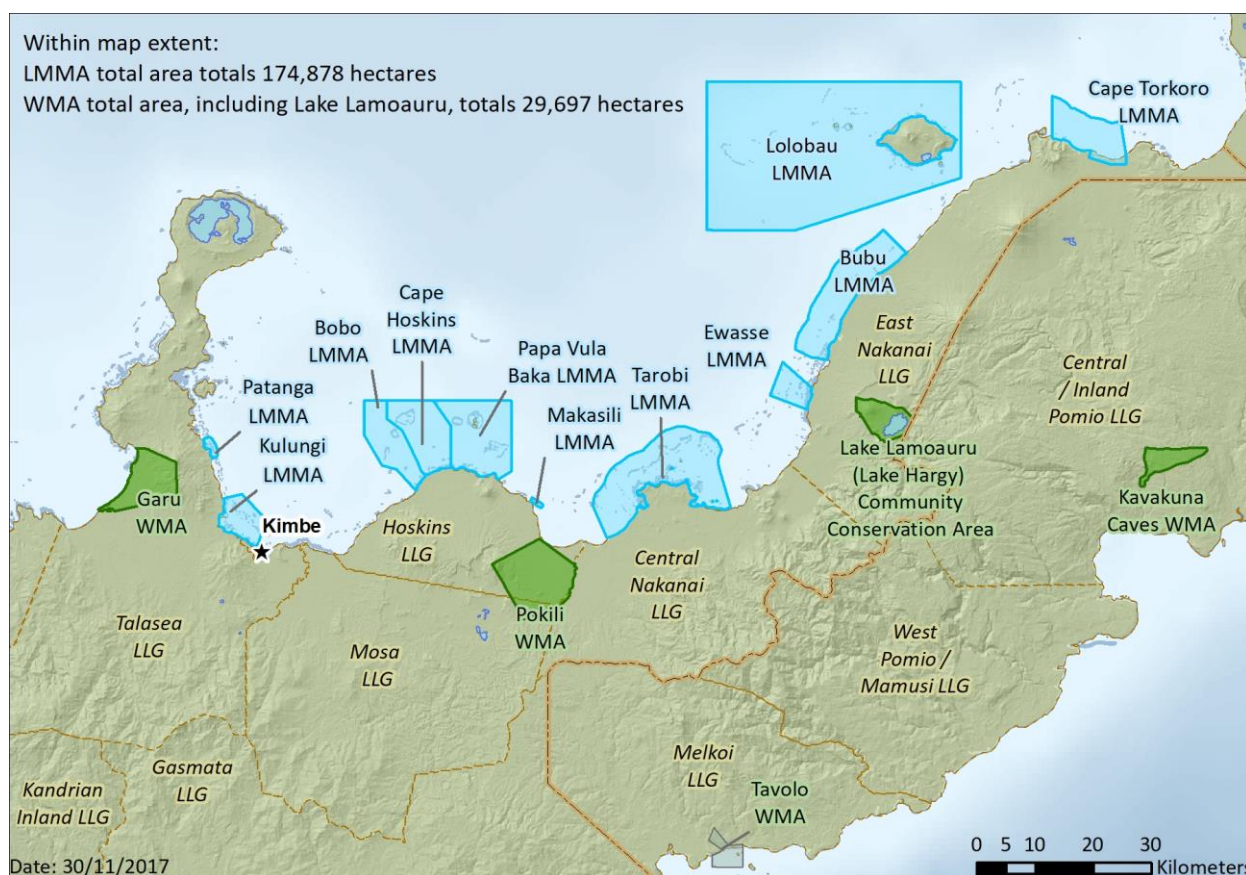 Within map extent:
LMMA total area totals 174,878 hectares
WMA total area, including Lake Lamoauru, totals 29,697 hectares
Cape Torkoro
LMMA
Lolobau
LMMA
Bubu
LMMA
Cape
Hoskins
LMMA
Bobo
LMMA
Papa Vula
Baka LMMA
Ewasse
LMMA
East
Nakanai
LLG
Central
/ Inland
Pomio LLG
Patanga
LMMA
Makasili
LMMA
Tarobi
LMMA
Kulungi
LMMA
Garu
WMA
Kimbe
Hoskins
LLG
Lake Lamoauru
(Lake Hargy)
Community
Conservation Area
Kavakuna
Caves WMA
Central
Nakanai
LLG
Pokili
WMA
Talasea
LLG
Mosa
LLG
West
Pomio /
Mamusi LLG
Gasmata
LLG
Kandrian
Inland LLG
Melkoi
LLG
Tavolo
WMA
Date: 30/11/2017
0 5 10 20 30
Kilometers